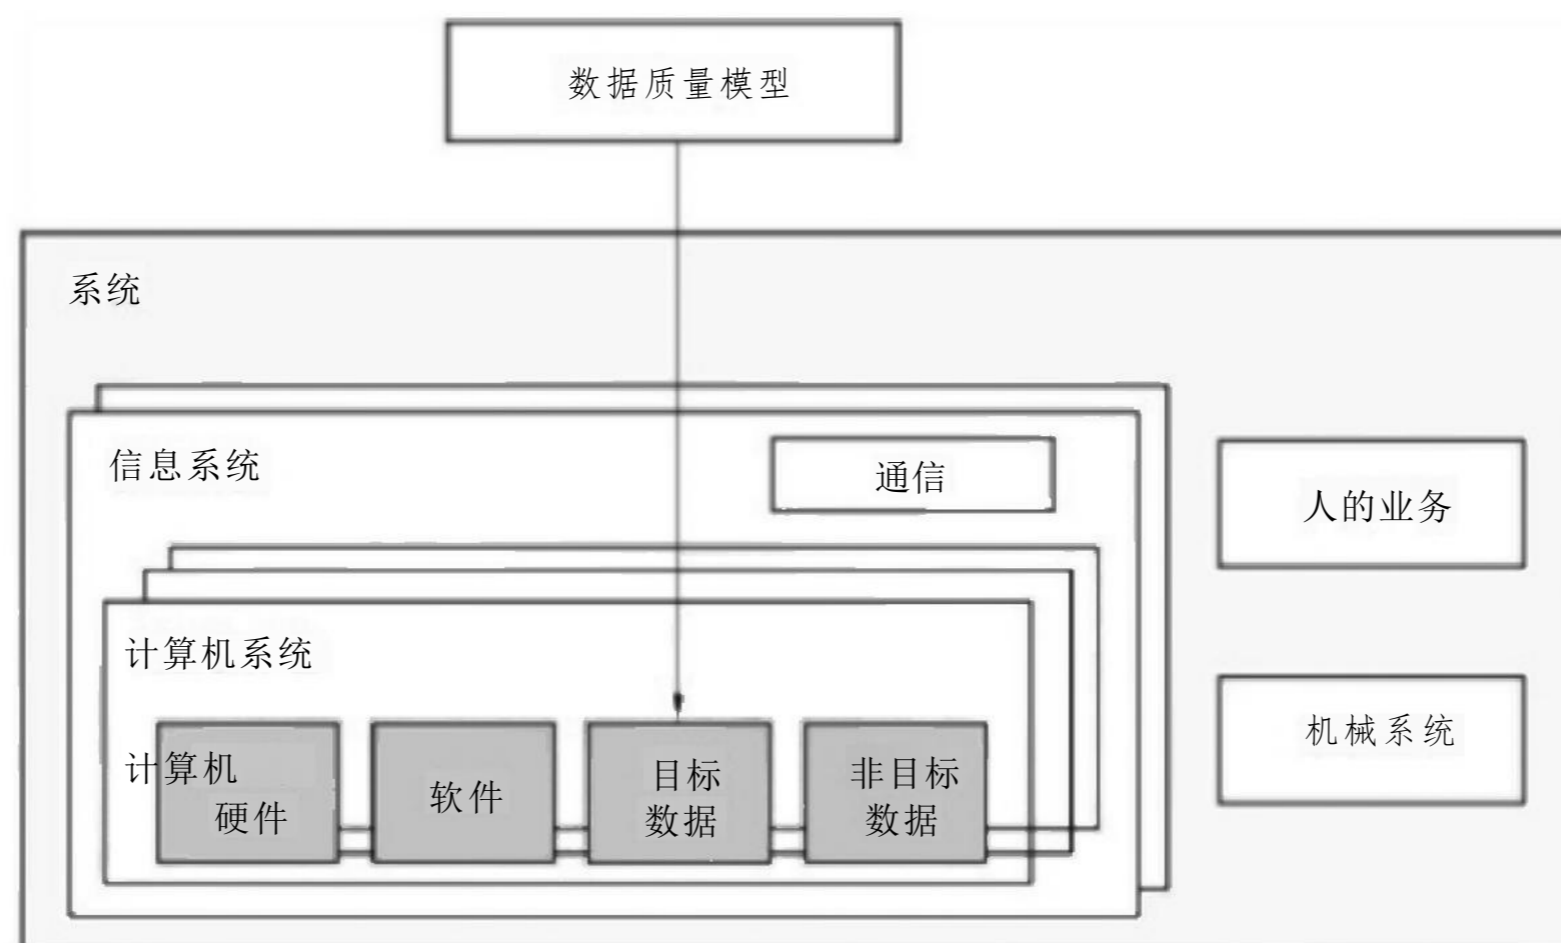 数据质量模型
系统
信息系统
通信
人的业务
计算机系统
机械系统
计算机
硬件
软件
目标
数据
非目标
数据